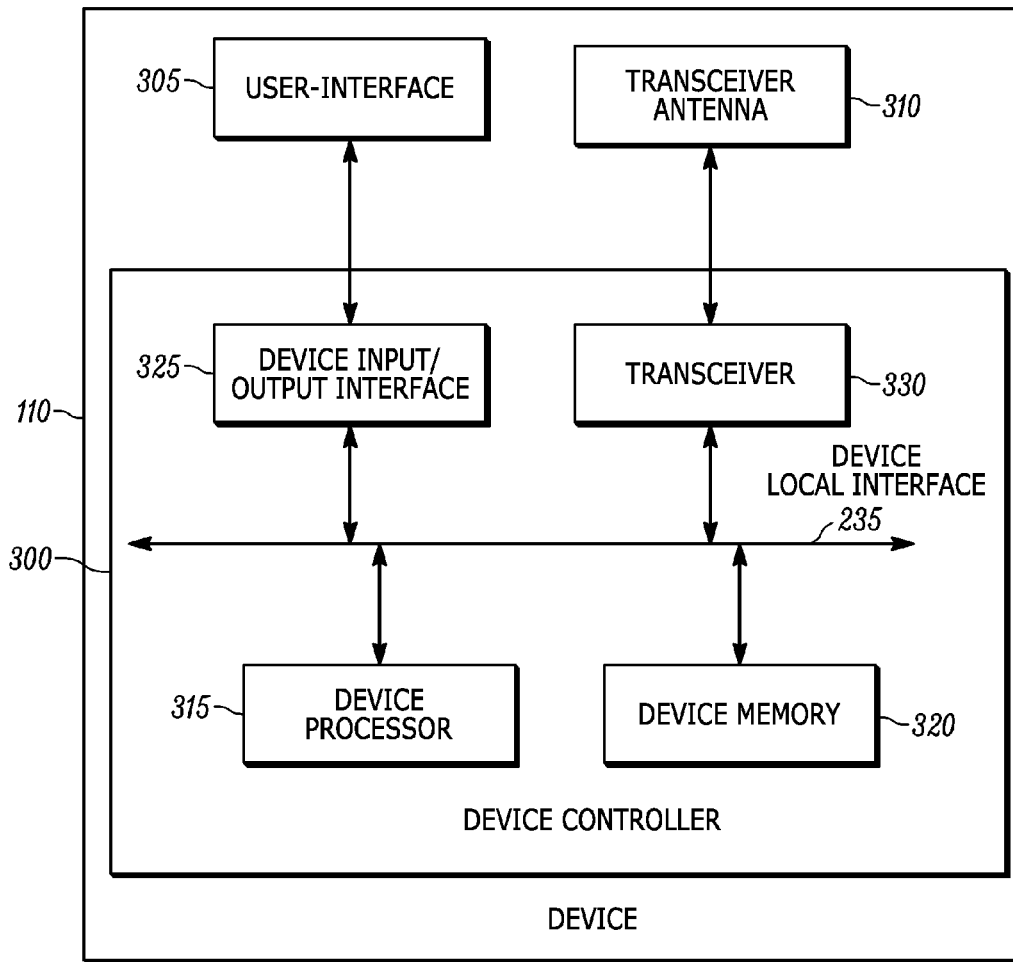 305
USER-INTERFACE
TRANSCEIVER
ANTENNA
310
325
DEVICE INPUT/
OUTPUT INTERFACE
TRANSCEIVER
330
110
DEVICE
LOCAL INTERFACE
235
300
315
DEVICE
PROCESSOR
DEVICE MEMORY
320
DEVICE CONTROLLER
DEVICE